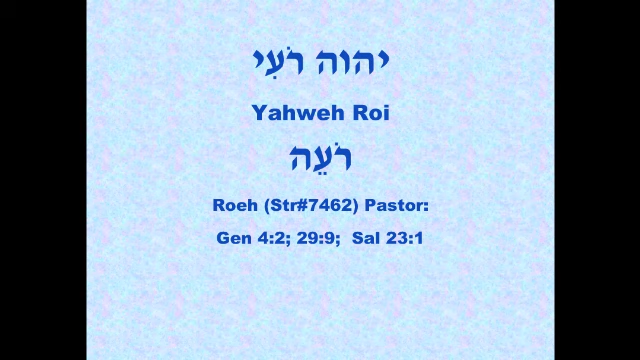 יהוה רֹעִי
Yahweh Roi
רֹעֵה
Roeh (Str#7462) Pastor:
Gen 4:2; 29:9; Sal 23:1